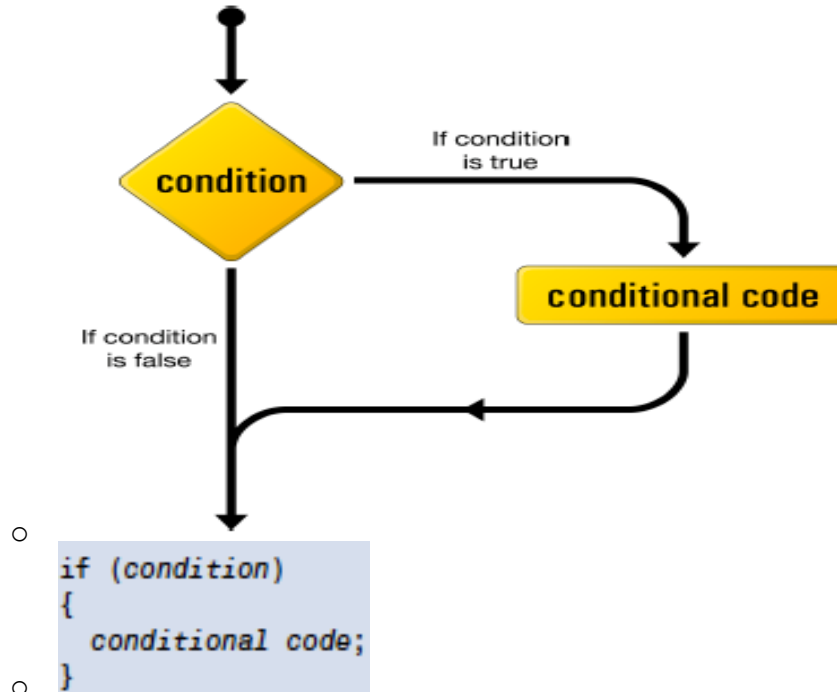 If condition
is true
condition
conditional code
If condition
is false
if (condition)
{
conditional code;
}